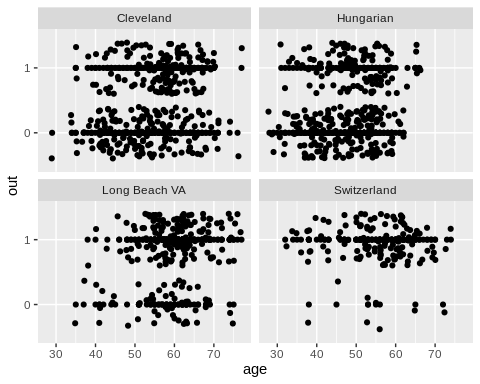 Cleveland
Hungarian
1
0
Long Beach VA
Switzerland
1
0
30 40 50 60 70
30 40 50 60 70
age
out